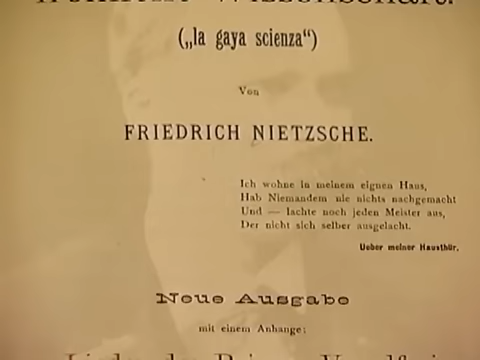 („la gaya scienza“)
Von
FRIEDRICH NIETZSCHE.
Ich wohne in meinem eignen Haus,
Hab Niemandem nie nichts nachgemacht
Und — lachte noch jeden Meister aus,
Der nicht sich selber ausgelacht.
Ueber meiner Hausthür.
Neue Ausgabe
mit einem Anhange: